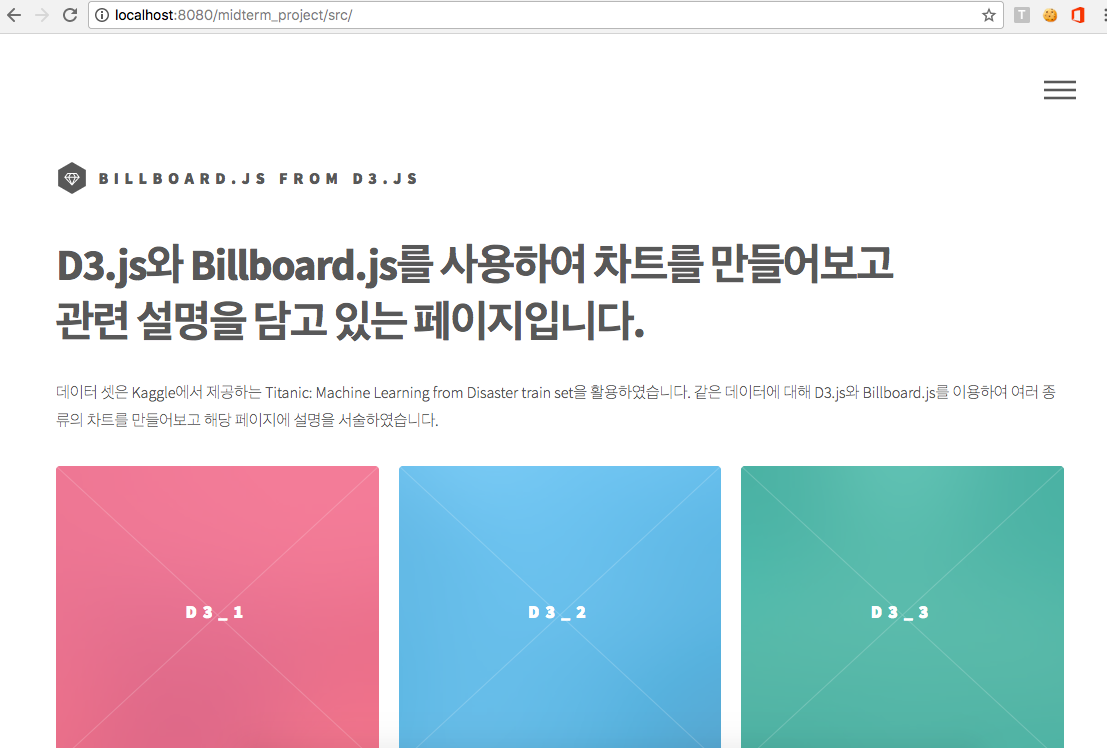 localhost:8080/midterm_project/src/
T
BILLBOARD.JS FROM D3.JS
D3.js와 Billboard.js를 사용하여 차트를 만들어보고
관련 설명을 담고 있는 페이지입니다.
데이터 셋은 Kaggle에서 제공하는 Titanic: Machine Learning from Disaster train set을 활용하였습니다. 같은 데이터에 대해 D3.js와 Billboard.js를 이용하여 여러 종
류의 차트를 만들어보고 해당 페이지에 설명을 서술하였습니다.
D3_1
D3_2
D3_3